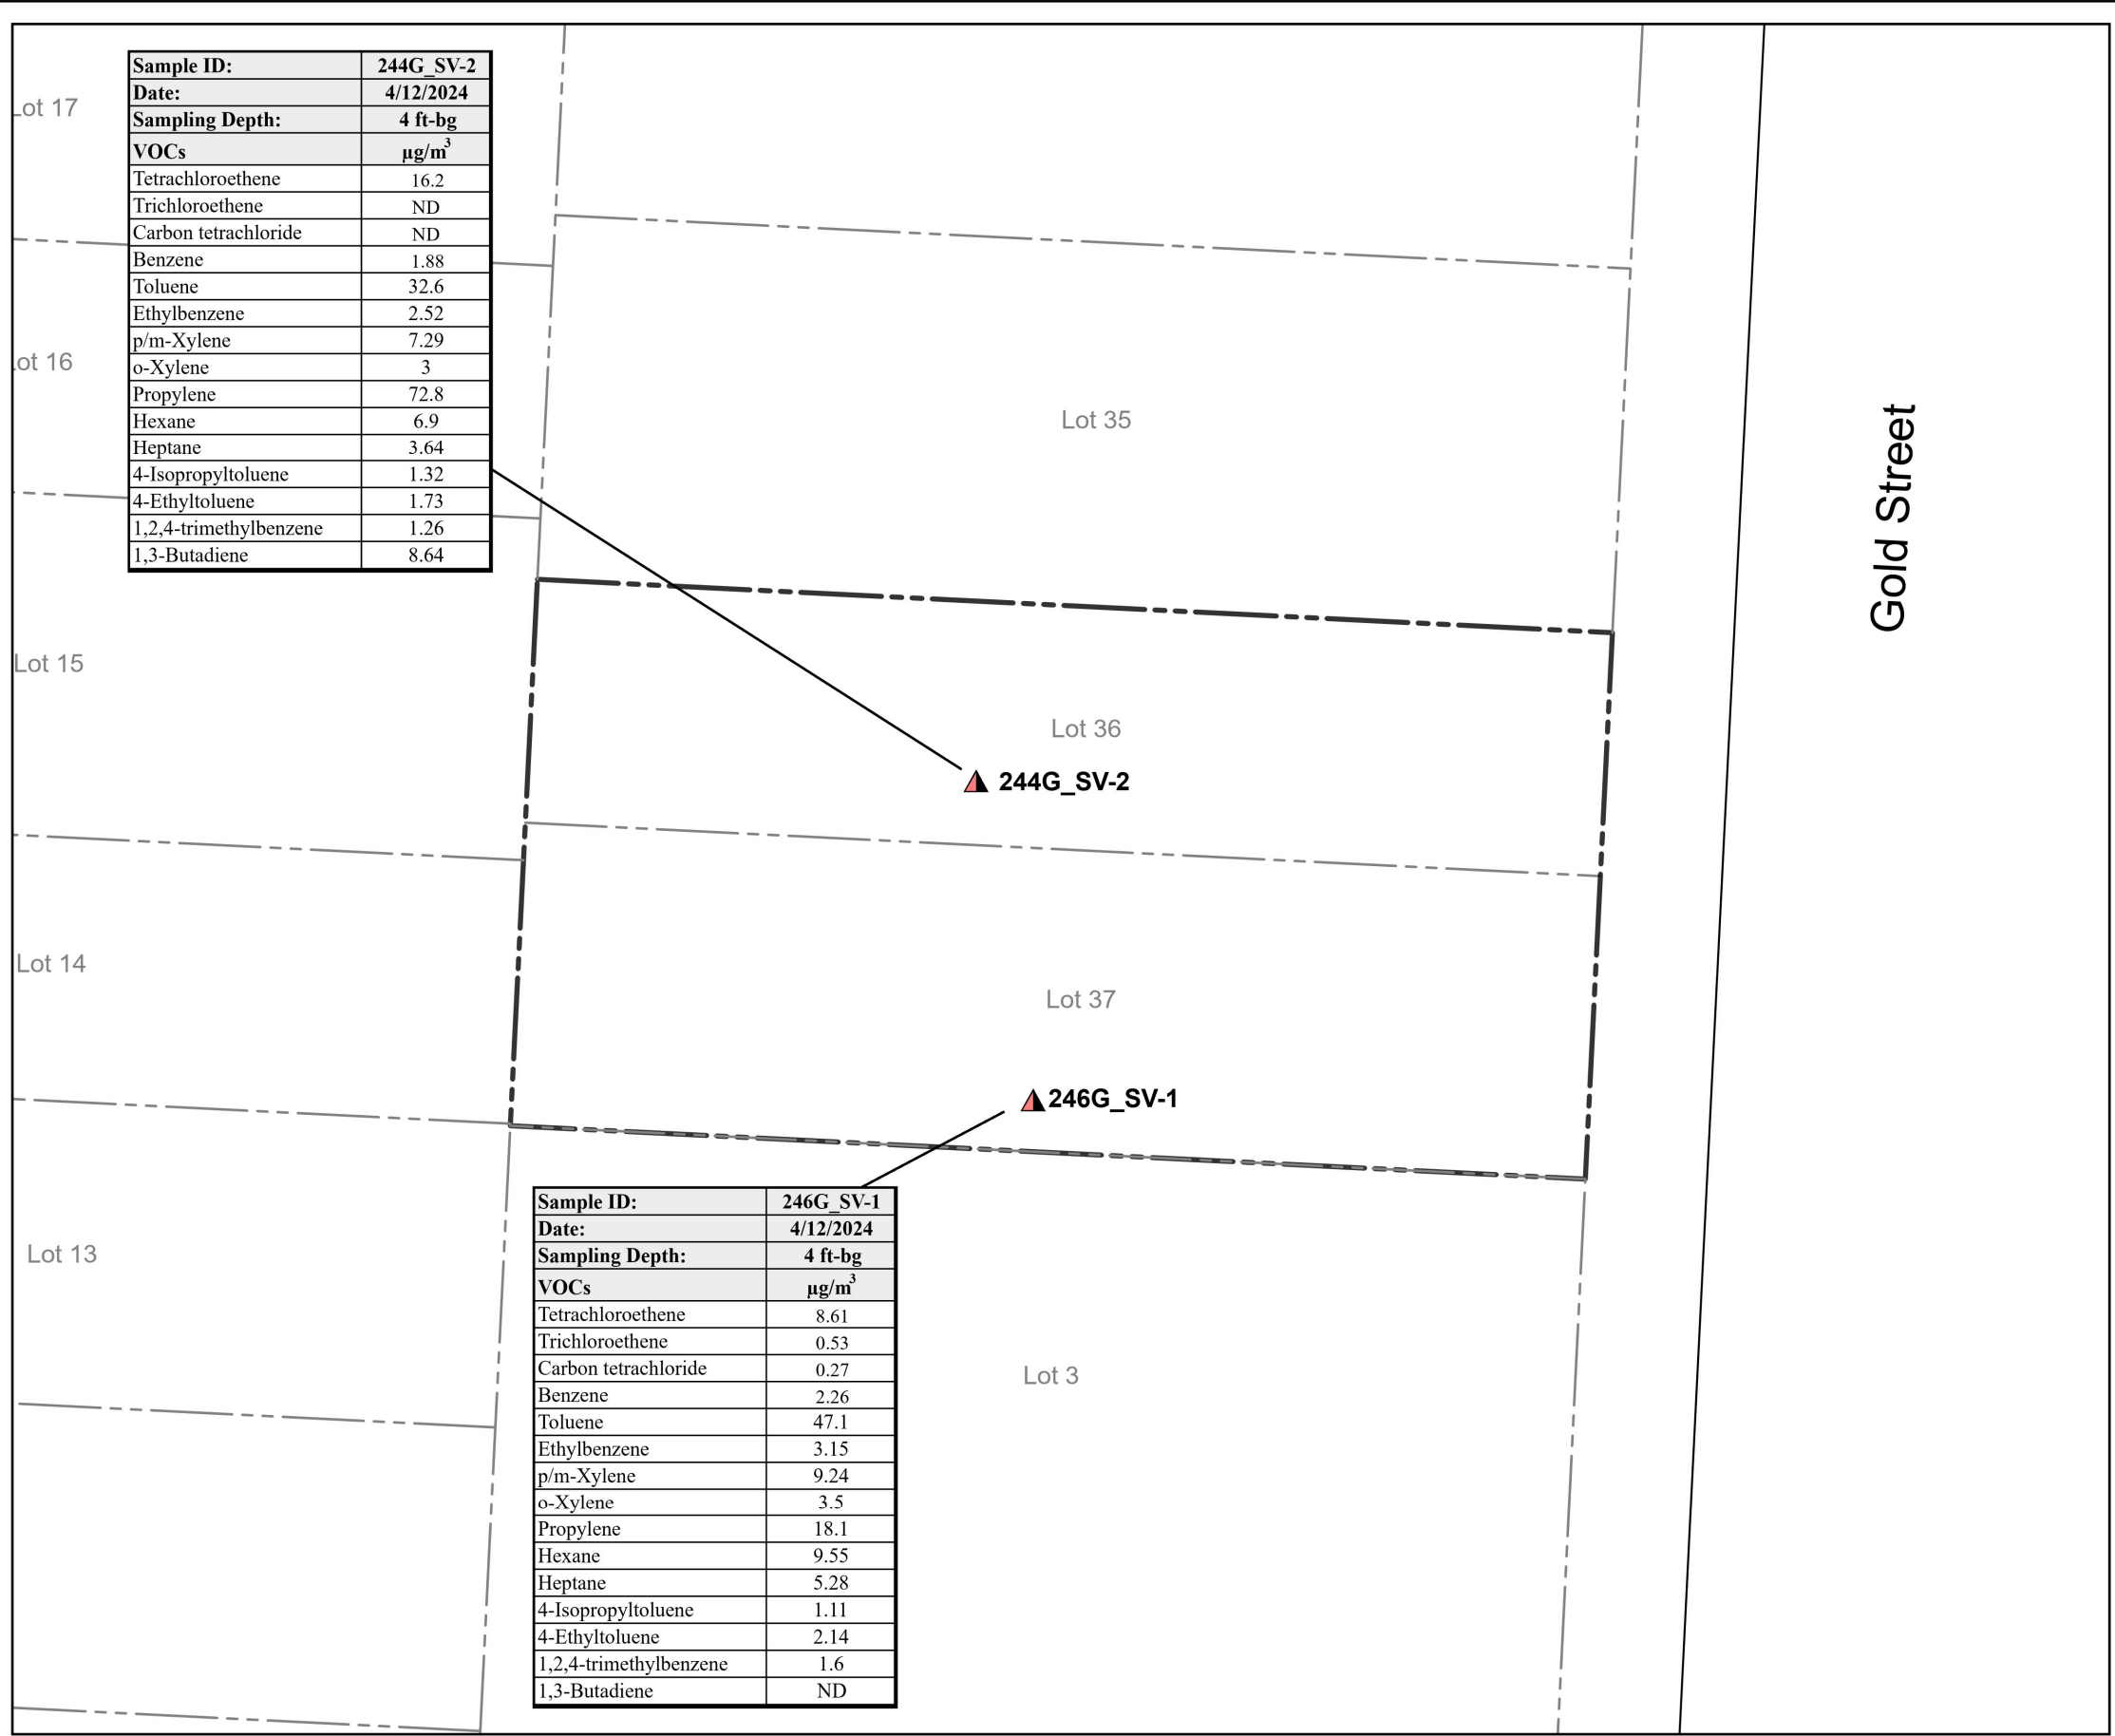 Lot 17
Sample ID: 244G_SV-2
Date: 4/12/2024
Sampling Depth: 4 ft-bg
VOCs µg/m³
Tetrachloroethene 16.2
Trichloroethene ND
Carbon tetrachloride ND
Benzene 1.88
Toluene 32.6
Ethylbenzene 2.52
p/m-Xylene 7.29
o-Xylene 3
Propylene 72.8
Hexane 6.9
Heptane 3.64
4-Isopropyltoluene 1.32
4-Ethyltoluene 1.73
1,2,4-trimethylbenzene 1.26
1,3-Butadiene 8.64
Lot 16
Lot 35
Gold Street
Lot 15
Lot 36
244G_SV-2
Lot 14
Lot 37
246G_SV-1
Lot 13
Sample ID: 246G_SV-1
Date: 4/12/2024
Sampling Depth: 4 ft-bg
VOCs µg/m³
Tetrachloroethene 8.61
Trichloroethene 0.53
Carbon tetrachloride 0.27
Benzene 2.26
Toluene 47.1
Ethylbenzene 3.15
p/m-Xylene 9.24
o-Xylene 3.5
Propylene 18.1
Hexane 9.55
Heptane 5.28
4-Isopropyltoluene 1.11
4-Ethyltoluene 2.14
1,2,4-trimethylbenzene 1.6
1,3-Butadiene ND
Lot 3